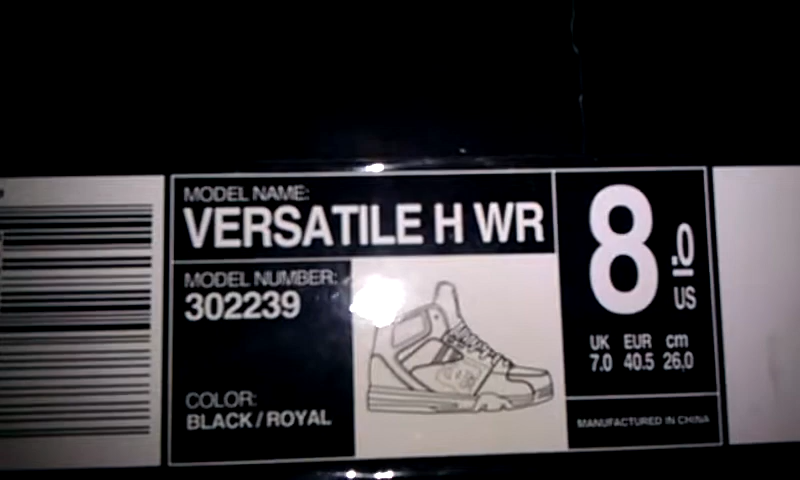 MODEL NAME:
VERSATILE H WR
MODEL NUMBER:
302239
COLOR:
BLACK / ROYAL
8.0
US
UK EUR cm
7.0 40.5 26.0
MANUFACTURED IN CHINA